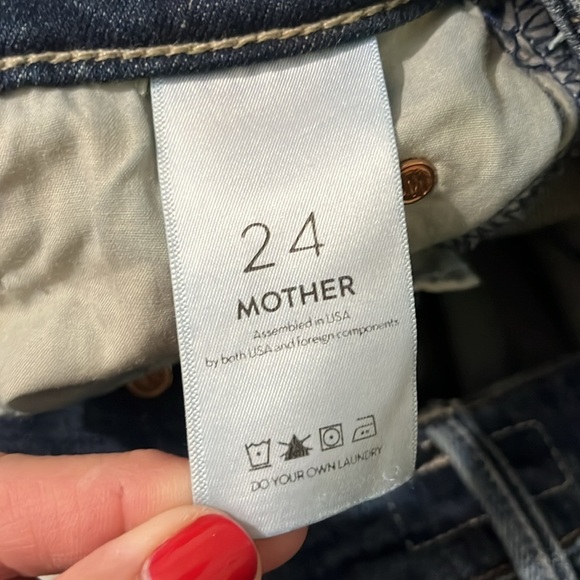 24
MOTHER
Assembled in USA
by both USA and foreign components
DO YOUR OWN LAUNDRY